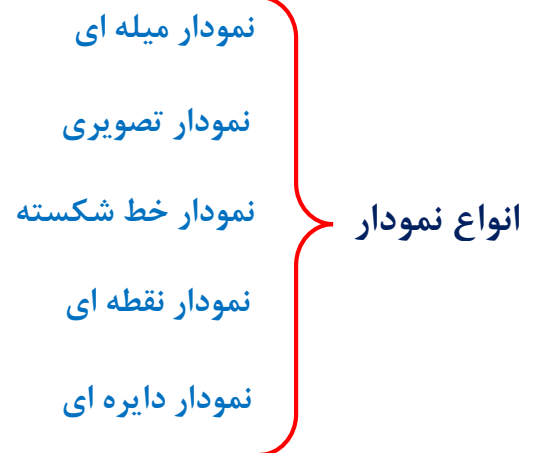 انواع نمودار
نمودار میله ای
نمودار تصویری
نمودار خط شکسته
نمودار نقطه ای
نمودار دایره ای